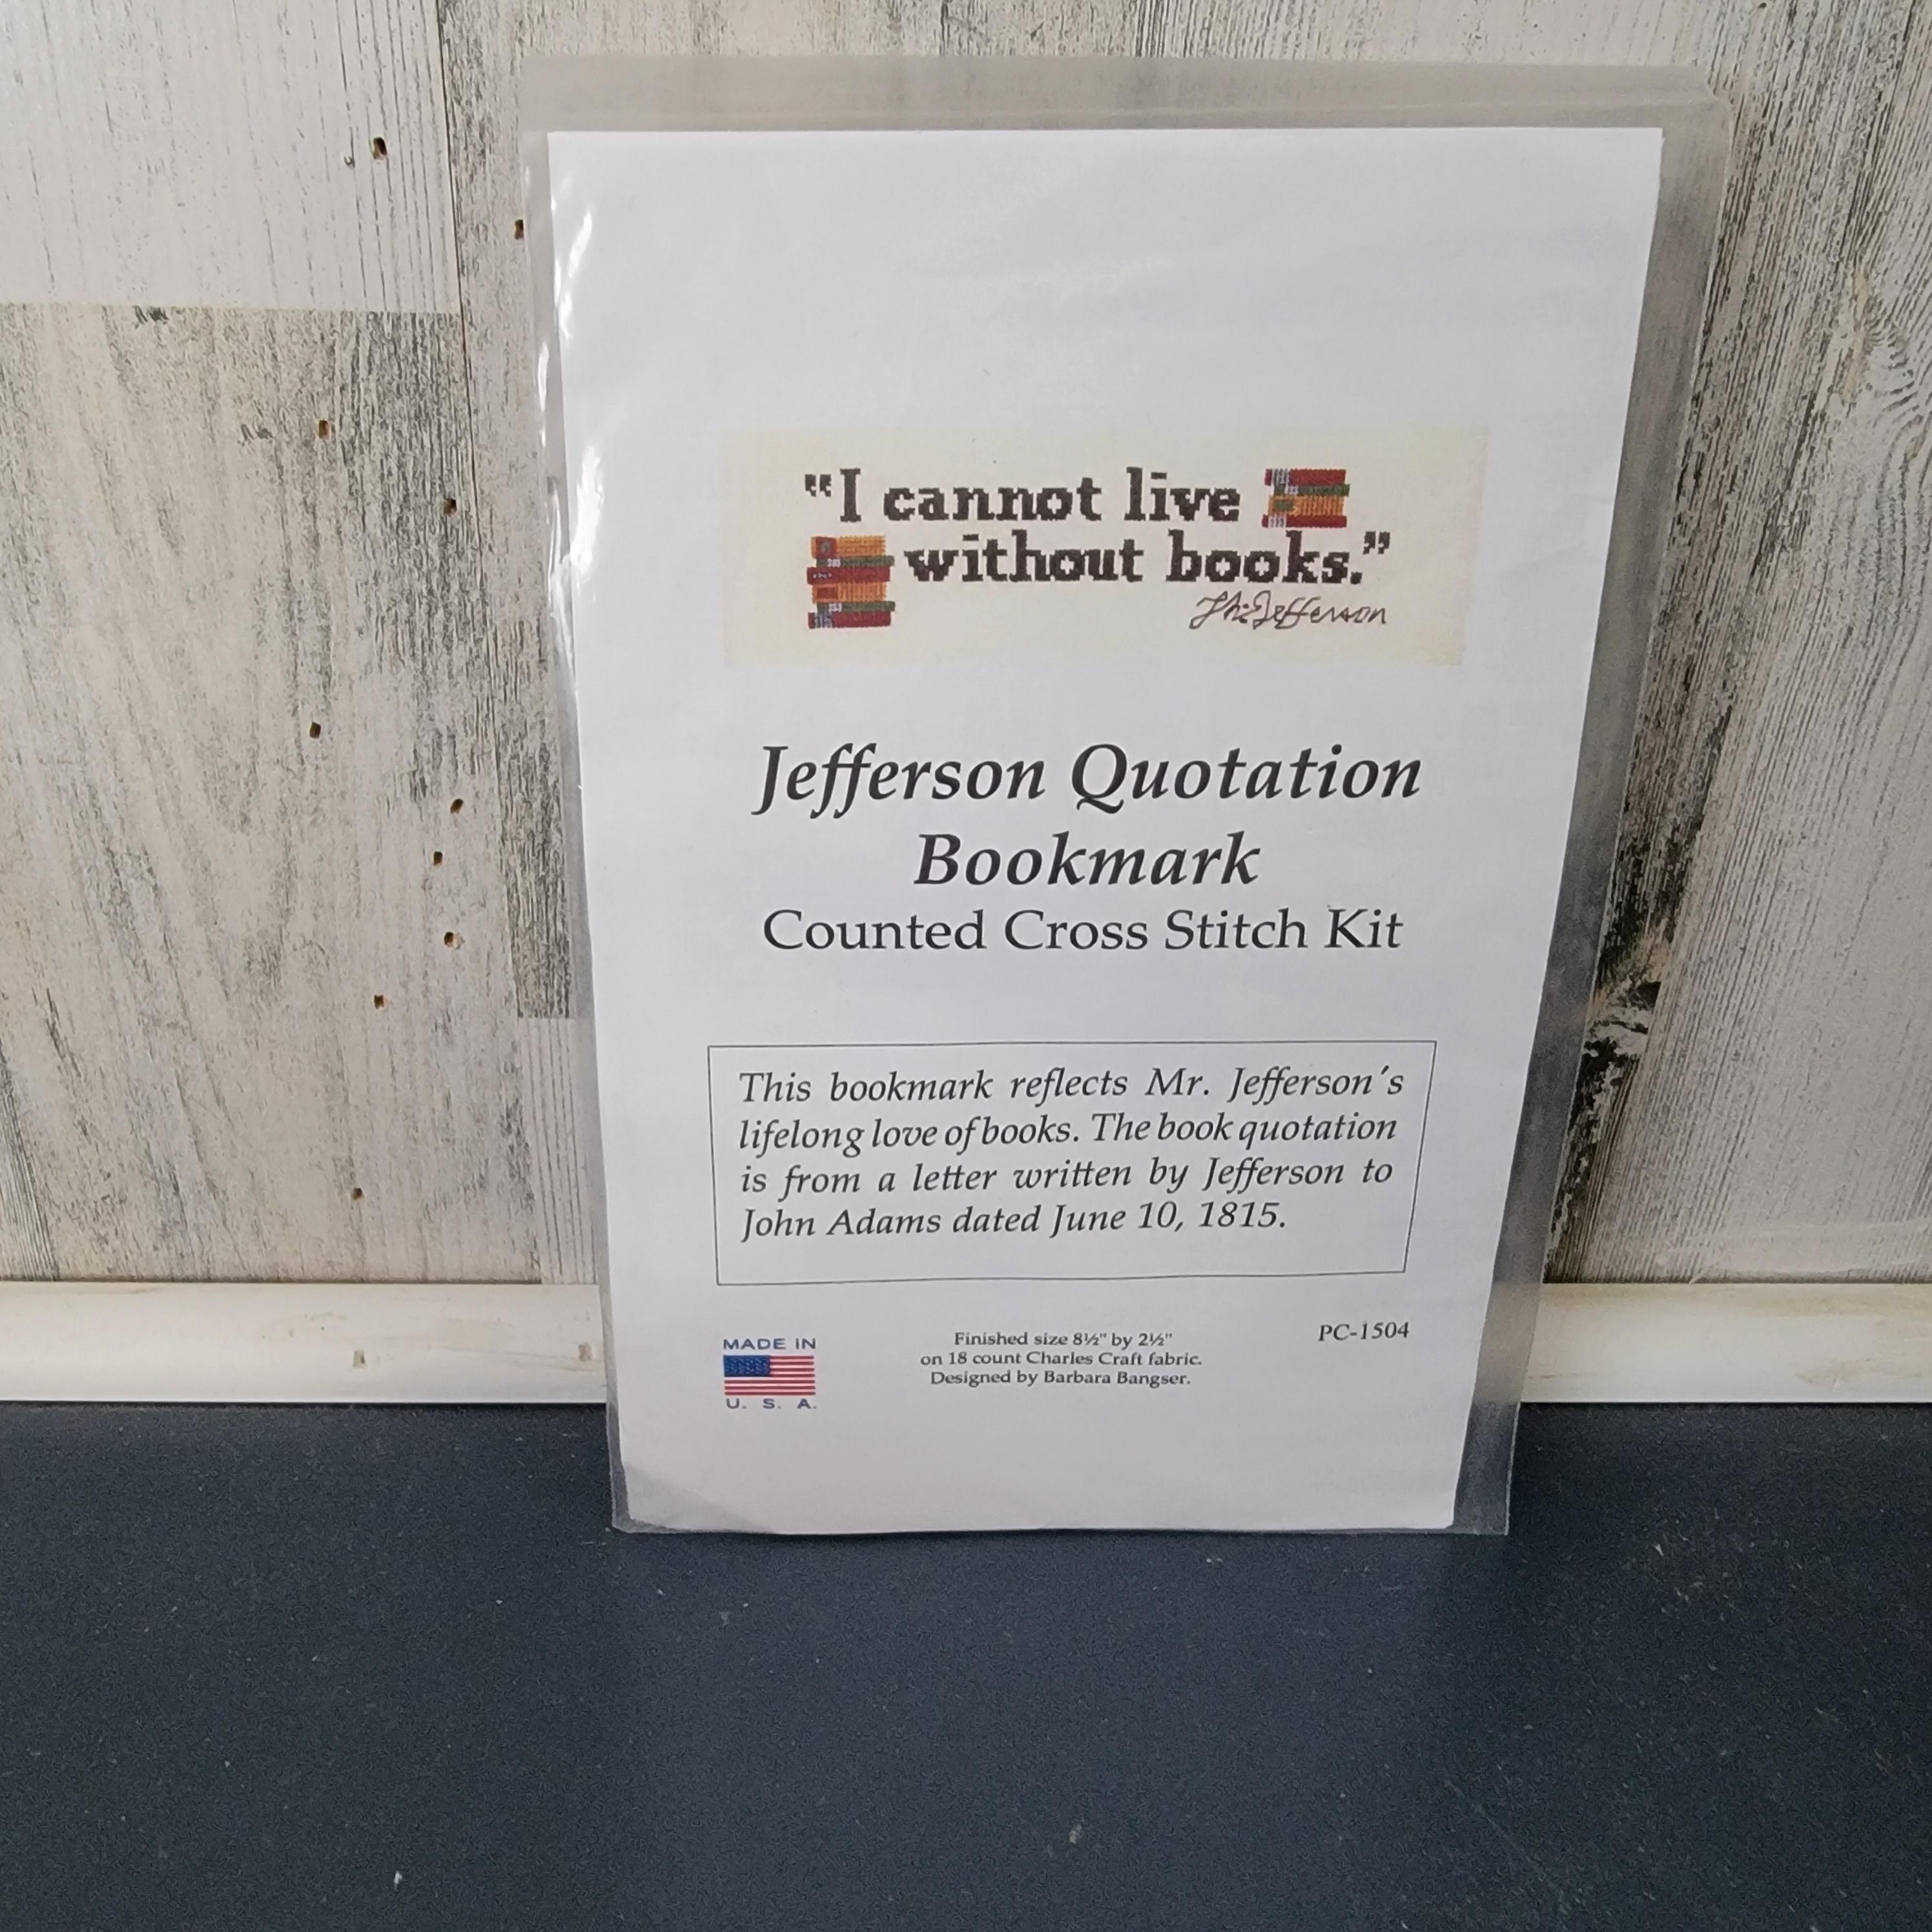 “I cannot live
without books.”
Th:Jefferson
Jefferson Quotation
Bookmark
Counted Cross Stitch Kit
This bookmark reflects Mr. Jefferson´s
lifelong love of books. The book quotation
is from a letter written by Jefferson to
John Adams dated June 10, 1815.
MADE IN
U. S. A.
Finished size 8½" by 2½"
on 18 count Charles Craft fabric.
Designed by Barbara Bangser.
PC-1504